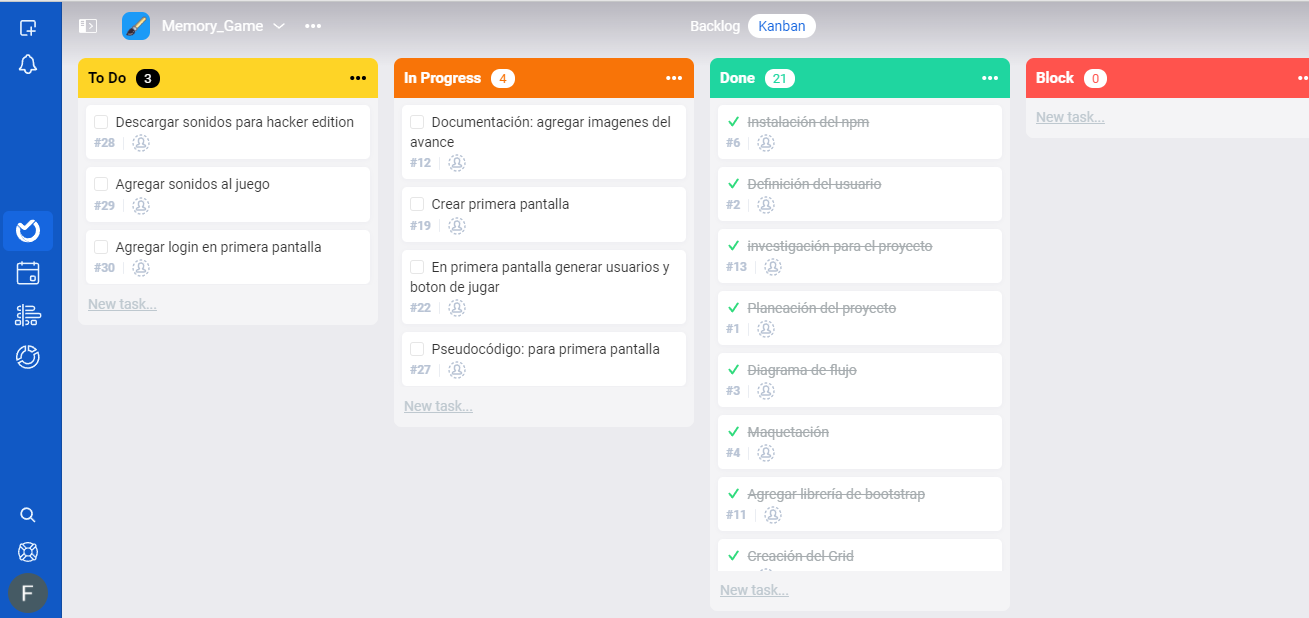 Memory_Game
Backlog Kanban
To Do 3
Descargar sonidos para hacker edition
#28
Agregar sonidos al juego
#29
Agregar login en primera pantalla
#30
New task...
In Progress 4
Documentación: agregar imagenes del
avance
#12
Crear primera pantalla
#19
En primera pantalla generar usuarios y
boton de jugar
#22
Pseudocódigo: para primera pantalla
#27
New task...
Done 21
Instalación del npm
#6
Definición del usuario
#2
investigación para el proyecto
#13
Planeación del proyecto
#1
Diagrama de flujo
#3
Maquetación
#4
Agregar librería de bootstrap
#11
Creación del Grid
New task...
Block 0
New task...
F